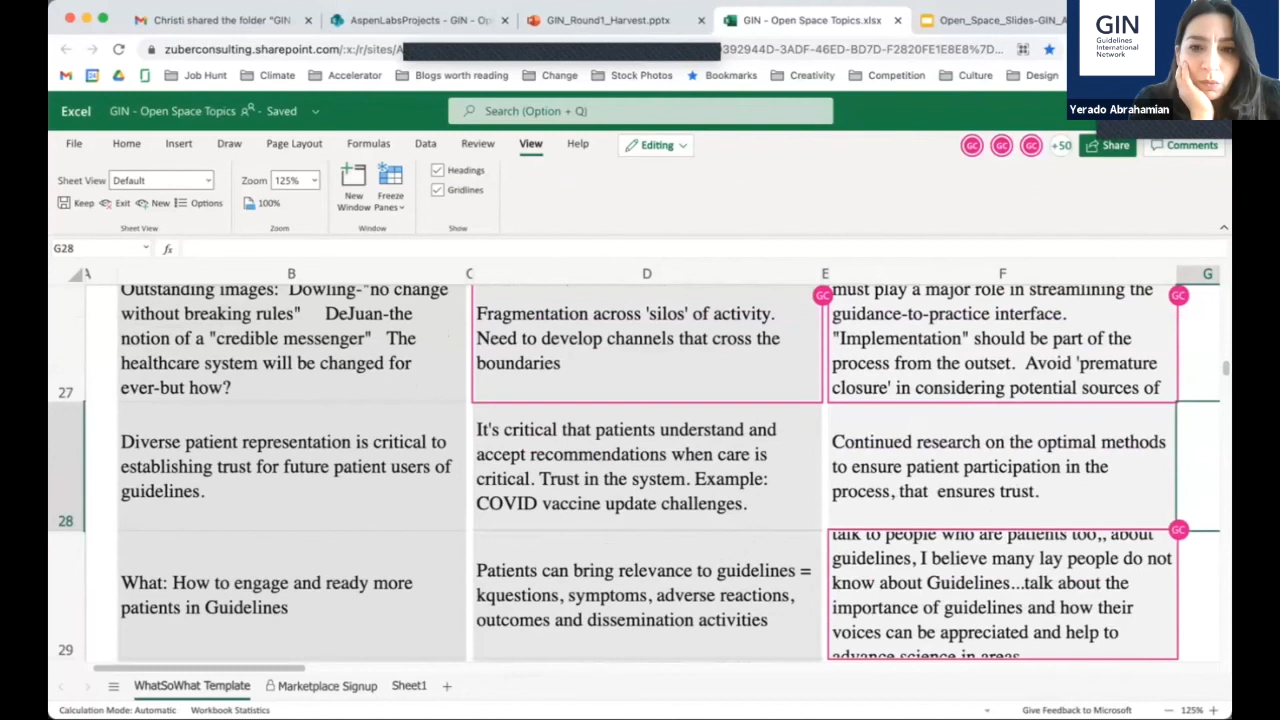 Christi shared the folder "GIN
AspenLabsProjects - GIN - Op
GIN_Round1_Harvest.pptx
GIN - Open Space Topics.xlsx
Open_Space_Slides-GIN_A
GIN
Guidelines
International
Network
Yerado Abrahamian
zuberconsulting.sharepoint.com/:x:/r/sites/A
392944D-3ADF-46ED-BD7D-F2820FE1E8E8%7D...
Job Hunt
Climate
Accelerator
Blogs worth reading
Change
Stock Photos
Bookmarks
Creativity
Competition
Culture
Design
Excel
GIN - Open Space Topics
- Saved
Search (Option + Q)
File
Home
Insert
Draw
Page Layout
Formulas
Data
Review
View
Help
Editing
GC
GC
GC
+50
Share
Comments
Sheet View
Default
Zoom
125%
New
Window
Freeze
Panes
Headings
Gridlines
Keep
Exit
New
Options
100%
Sheet View
Zoom
Window
Show
G28
fx
A
B
C
D
E
F
G
27
Outstanding images: Dowling-"no change
without breaking rules" DeJuan-the
notion of a "credible messenger" The
healthcare system will be changed for
ever-but how?
Fragmentation across 'silos' of activity.
Need to develop channels that cross the
boundaries
GC
must play a major role in streamlining the
guidance-to-practice interface.
"Implementation" should be part of the
process from the outset. Avoid 'premature
closure' in considering potential sources of
GC
28
Diverse patient representation is critical to
establishing trust for future patient users of
guidelines.
It's critical that patients understand and
accept recommendations when care is
critical. Trust in the system. Example:
COVID vaccine update challenges.
Continued research on the optimal methods
to ensure patient participation in the
process, that ensures trust.
29
What: How to engage and ready more
patients in Guidelines
Patients can bring relevance to guidelines =
kquestions, symptoms, adverse reactions,
outcomes and dissemination activities
GC
talk to people who are patients too,, about
guidelines, I believe many lay people do not
know about Guidelines...talk about the
importance of guidelines and how their
voices can be appreciated and help to
advance science in areas
WhatSoWhat Template
Marketplace Signup
Sheet1
Calculation Mode: Automatic
Workbook Statistics
Give Feedback to Microsoft
125%